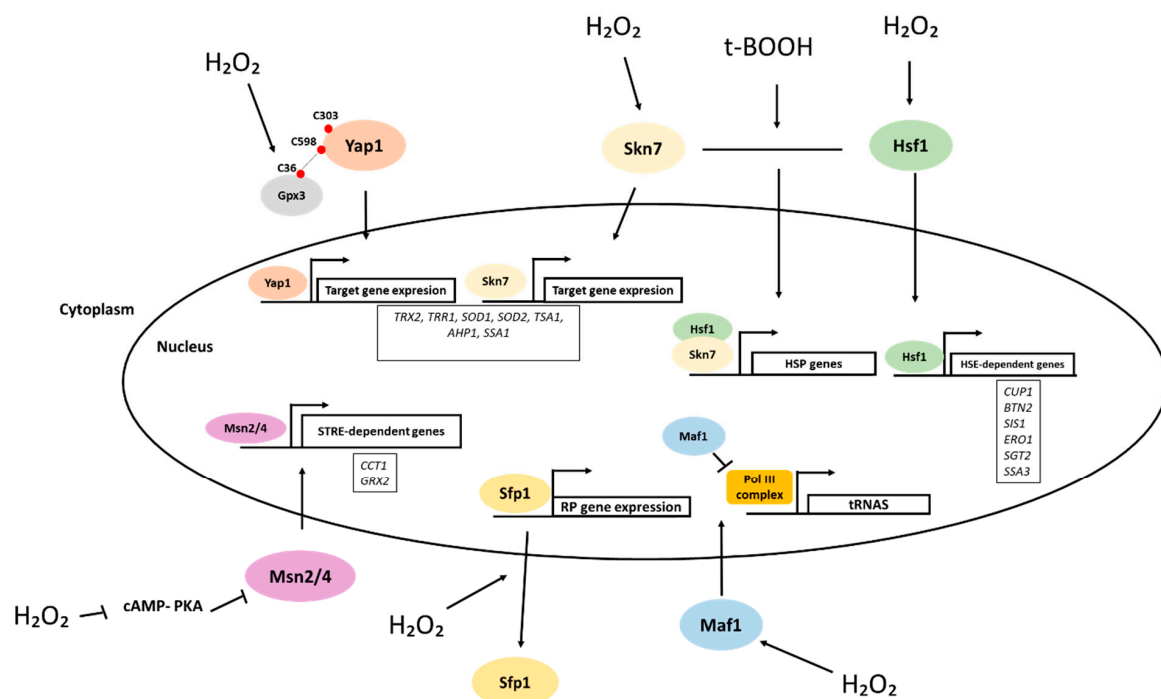 H₂O₂
H₂O₂
t-BOOH
H₂O₂
C303
C598
Yap1
C36
Gpx3
Skn7
Hsf1
Cytoplasm
Nucleus
Yap1
Target gene expresion
Skn7
Target gene expresion
TRX2, TRR1, SOD1, SOD2, TSA1,
AHP1, SSA1
Hsf1
Skn7
HSP genes
Hsf1
HSE-dependent genes
CUP1
BTN2
SIS1
ERO1
SGT2
SSA3
Msn2/4
STRE-dependent genes
CCT1
GRX2
Maf1
Pol III
complex
tRNAS
Sfp1
RP gene expression
Msn2/4
H₂O₂
cAMP- PKA
H₂O₂
Maf1
Sfp1
H₂O₂